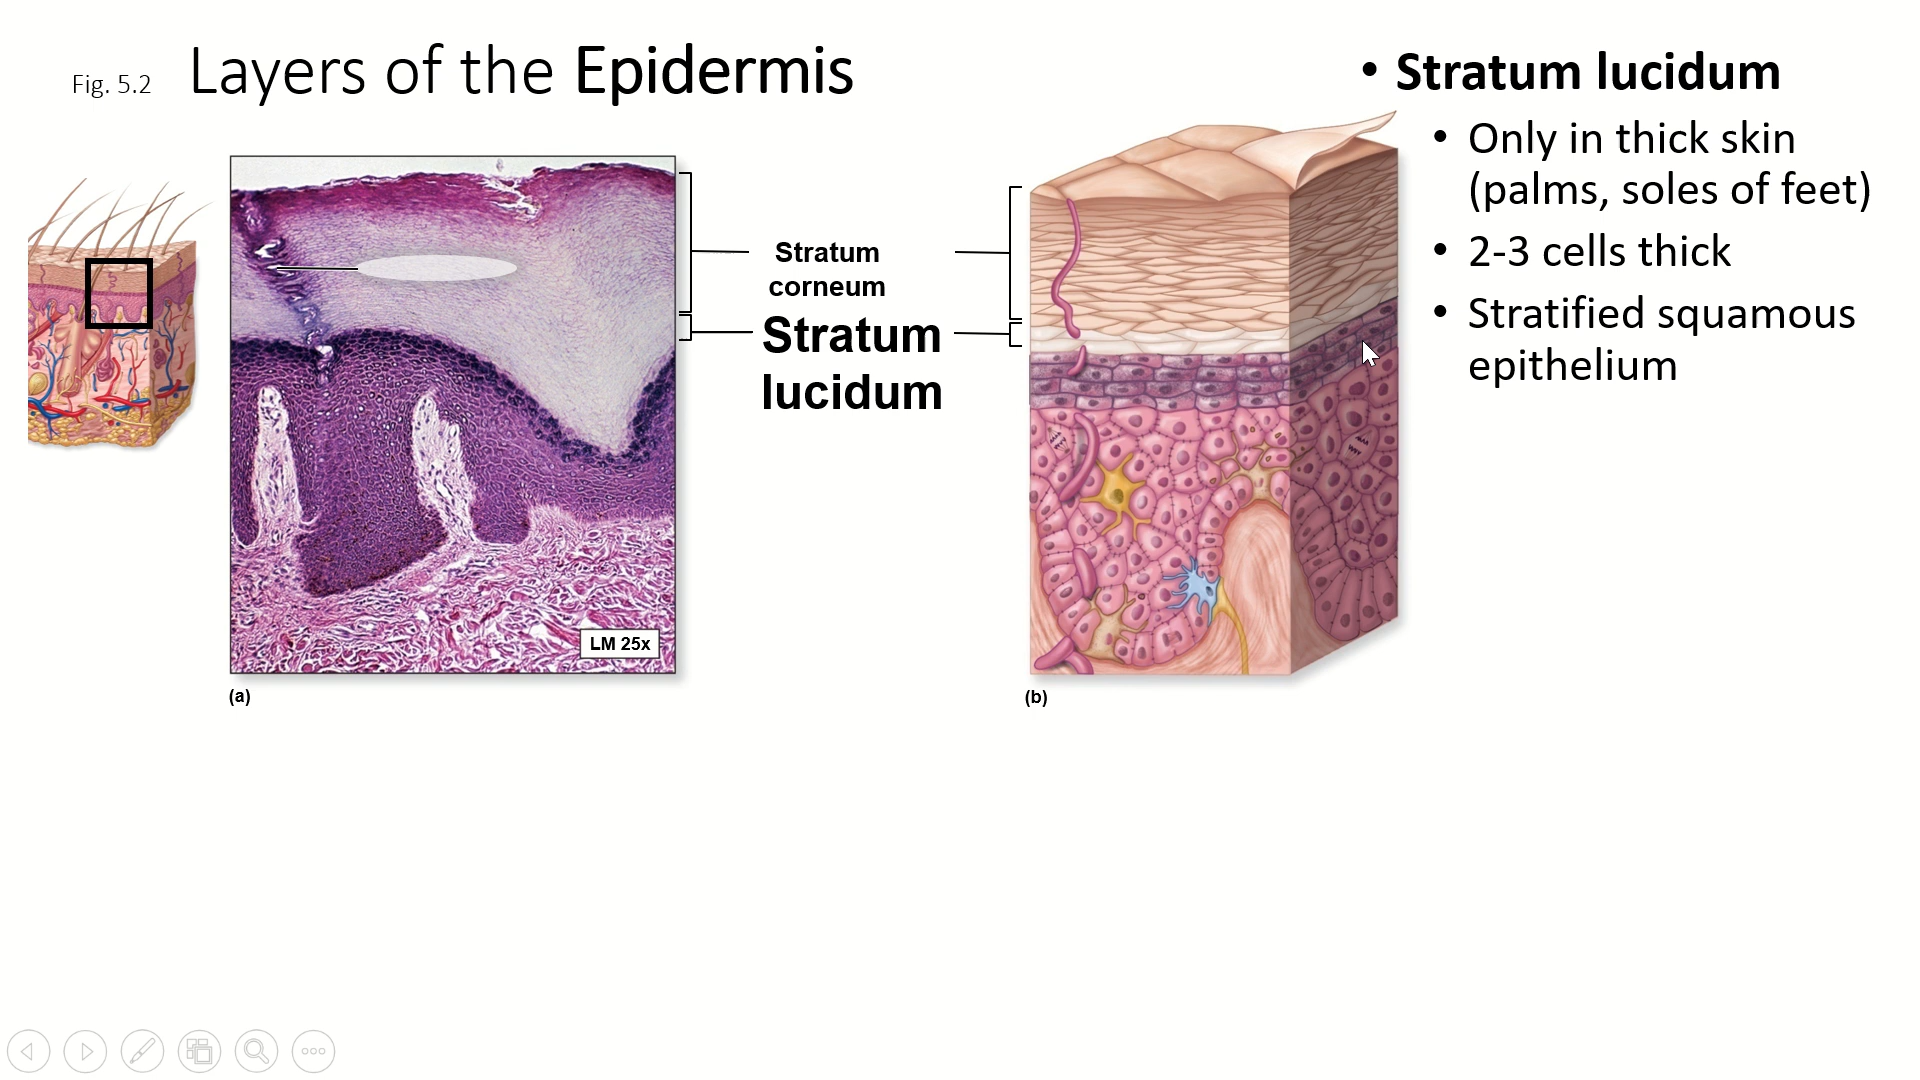 Fig. 5.2 Layers of the Epidermis
Stratum
corneum
Stratum
lucidum
LM 25x
(a)
(b)
• Stratum lucidum
• Only in thick skin
(palms, soles of feet)
• 2-3 cells thick
• Stratified squamous
epithelium